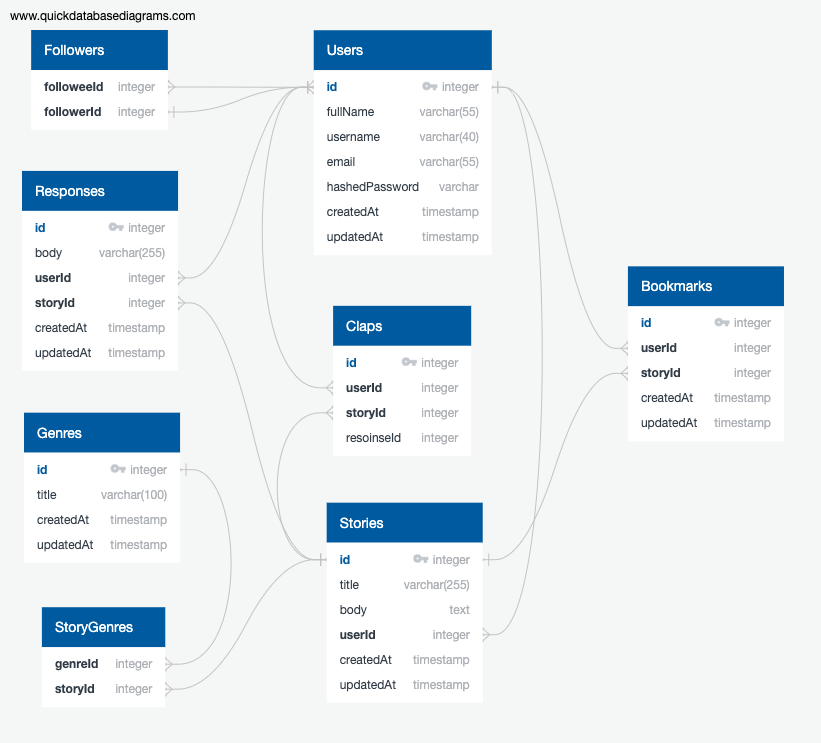 www.quickdatabasediagrams.com
Followers
followeeId integer
followerId integer
Users
id integer
fullName varchar(55)
username varchar(40)
email varchar(55)
hashedPassword varchar
createdAt timestamp
updatedAt timestamp
Responses
id integer
body varchar(255)
userId integer
storyId integer
createdAt timestamp
updatedAt timestamp
Bookmarks
id integer
userId integer
storyId integer
createdAt timestamp
updatedAt timestamp
Claps
id integer
userId integer
storyId integer
resoinseId integer
Genres
id integer
title varchar(100)
createdAt timestamp
updatedAt timestamp
Stories
id integer
title varchar(255)
body text
userId integer
createdAt timestamp
updatedAt timestamp
StoryGenres
genreId integer
storyId integer